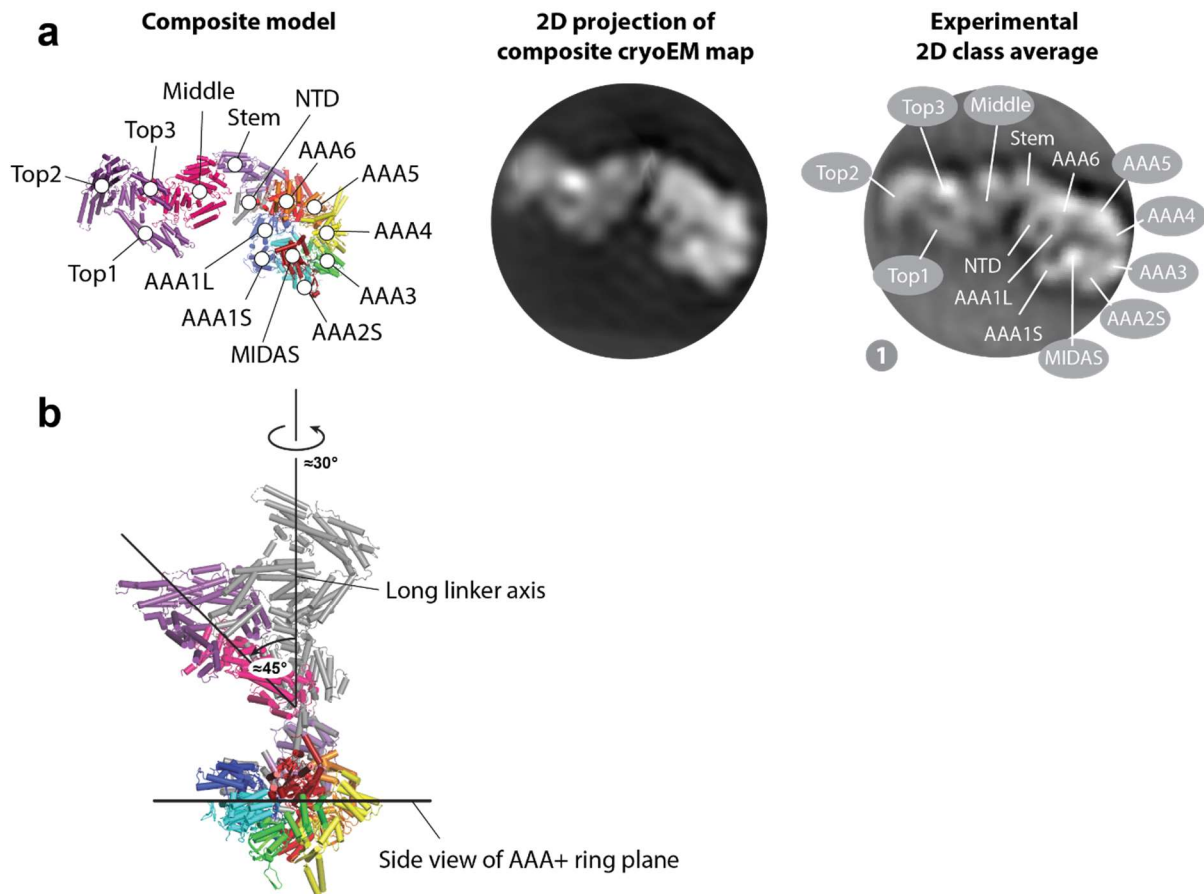 a
Composite model
2D projection of
composite cryoEM map
Experimental
2D class average
Middle
NTD
Stem
Top3
AAA6
Top2
AAA5
AAA4
Top1
AAA1L
AAA3
AAA1S
AAA2S
MIDAS
Top3
Middle
Stem
AAA6
AAA5
Top2
AAA4
Top1
NTD
AAA3
AAA1L
AAA2S
AAA1S
MIDAS
1
b
≈30°
Long linker axis
≈45°
Side view of AAA+ ring plane